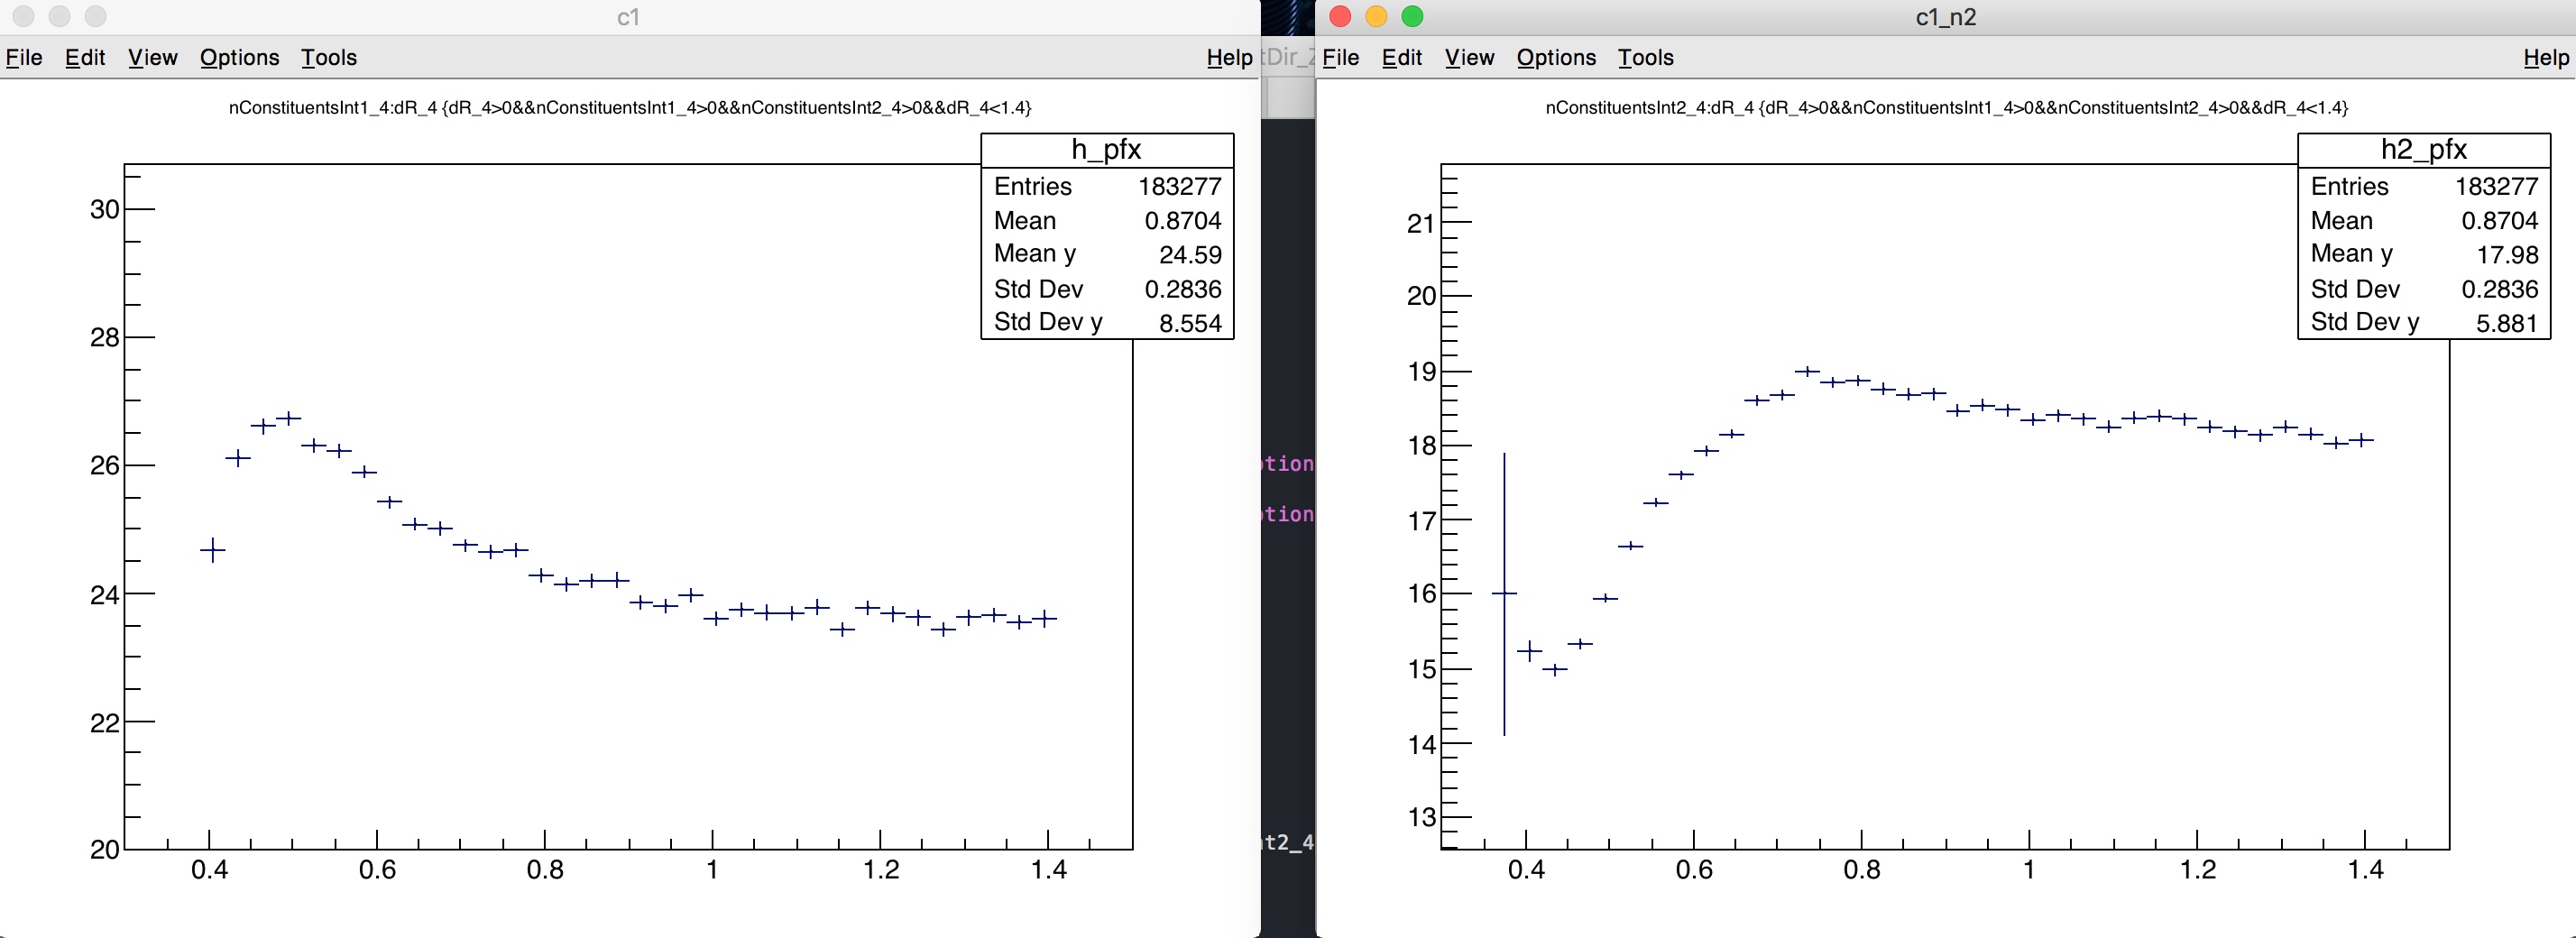 c1
File Edit View Options Tools Help
nConstituentsInt1_4:dR_4 {dR_4>0&&nConstituentsInt1_4>0&&nConstituentsInt2_4>0&&dR_4<1.4}
h_pfx
Entries 183277
Mean 0.8704
Mean y 24.59
Std Dev 0.2836
Std Dev y 8.554
30
28
26
24
22
20
0.4 0.6 0.8 1 1.2 1.4
tDir_Z
ption
ption
nt2_4
c1_n2
File Edit View Options Tools Help
nConstituentsInt2_4:dR_4 {dR_4>0&&nConstituentsInt1_4>0&&nConstituentsInt2_4>0&&dR_4<1.4}
h2_pfx
Entries 183277
Mean 0.8704
Mean y 17.98
Std Dev 0.2836
Std Dev y 5.881
21
20
19
18
17
16
15
14
13
0.4 0.6 0.8 1 1.2 1.4